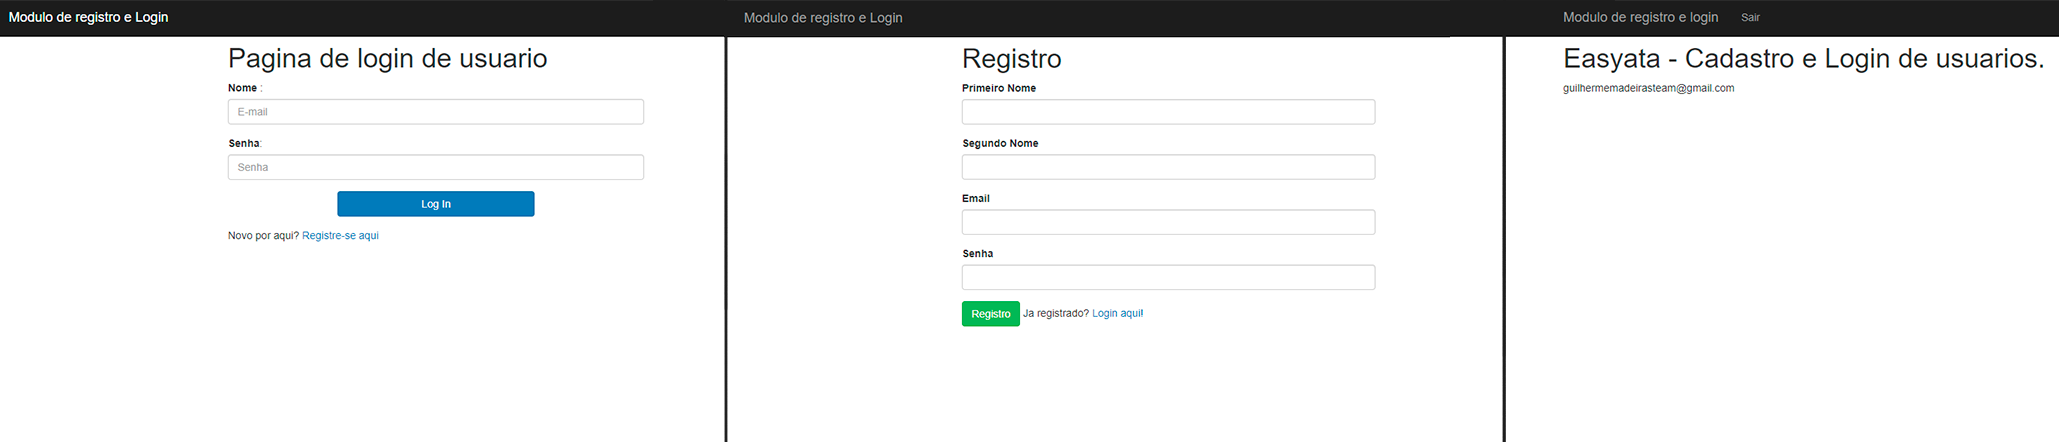 Modulo de registro e Login
Pagina de login de usuario
Nome :
E-mail
Senha:
Senha
Log In
Novo por aqui? Registre-se aqui
Modulo de registro e Login
Registro
Primeiro Nome
Segundo Nome
Email
Senha
Registro Ja registrado? Login aqui!
Modulo de registro e login Sair
Easyata - Cadastro e Login de usuarios.
guilhermemadeirasteam@gmail.com